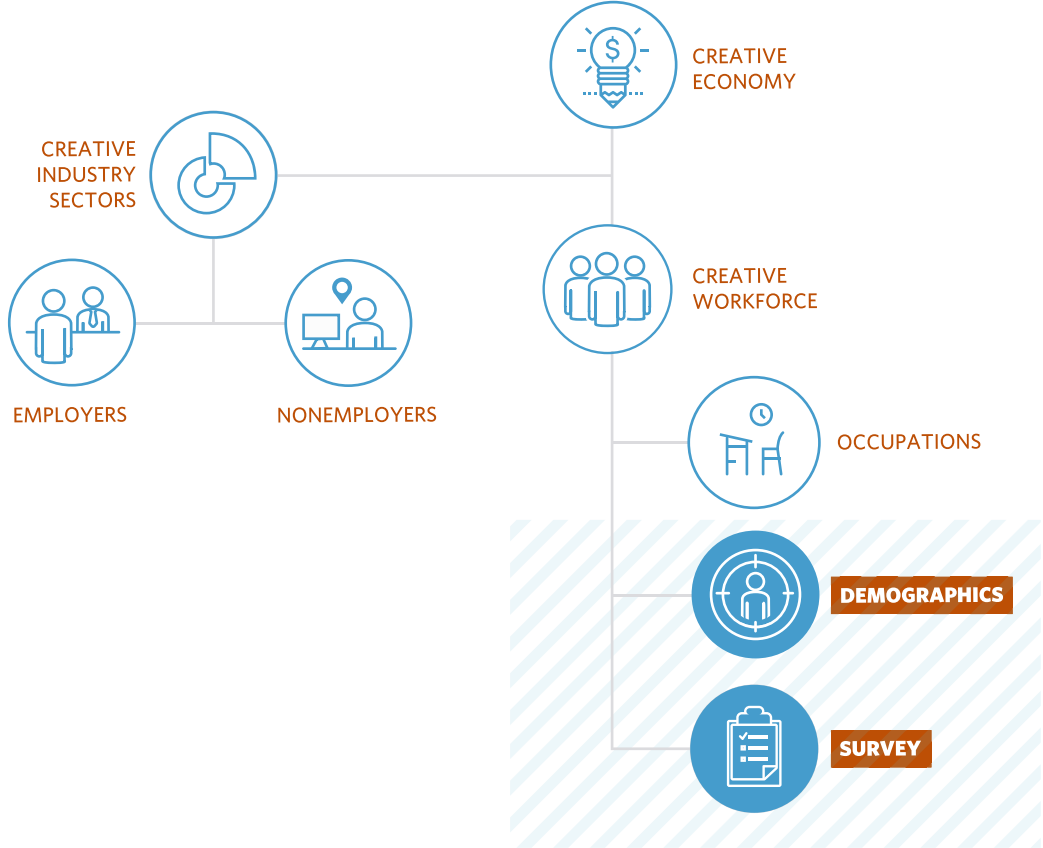 $
CREATIVE
ECONOMY
CREATIVE
INDUSTRY
SECTORS
CREATIVE
WORKFORCE
EMPLOYERS
NONEMPLOYERS
OCCUPATIONS
DEMOGRAPHICS
SURVEY